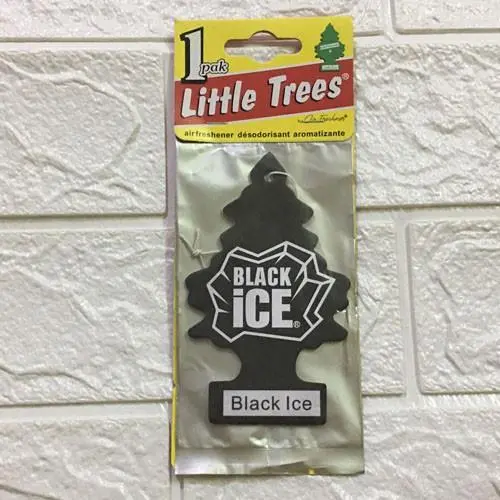 1
pak
Little Trees®
airfreshener désodorisant aromatizante
BLACK
iCE®
Black Ice